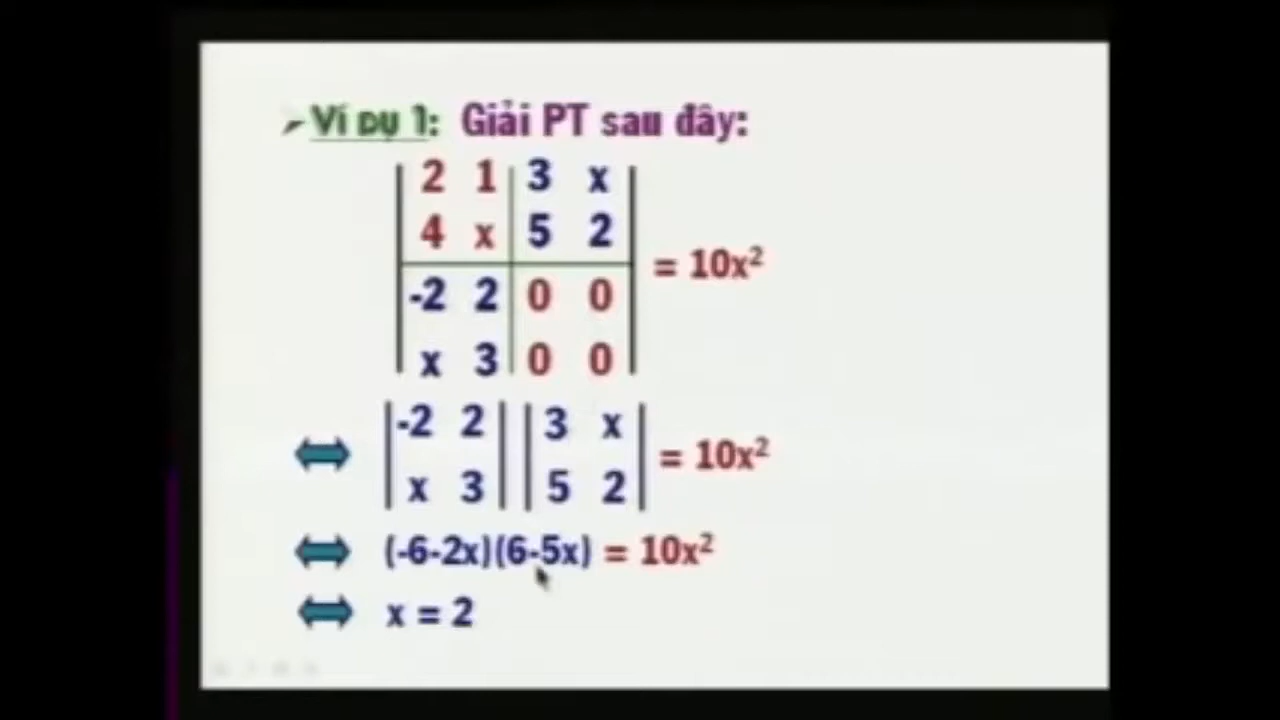 Ví dụ 1: Giải PT sau đây:
2 1 3 x
4 x 5 2
-2 2 0 0 = 10x²
x 3 0 0
-2 2 3 x
x 3 5 2 = 10x²
(-6-2x)(6-5x) = 10x²
x = 2